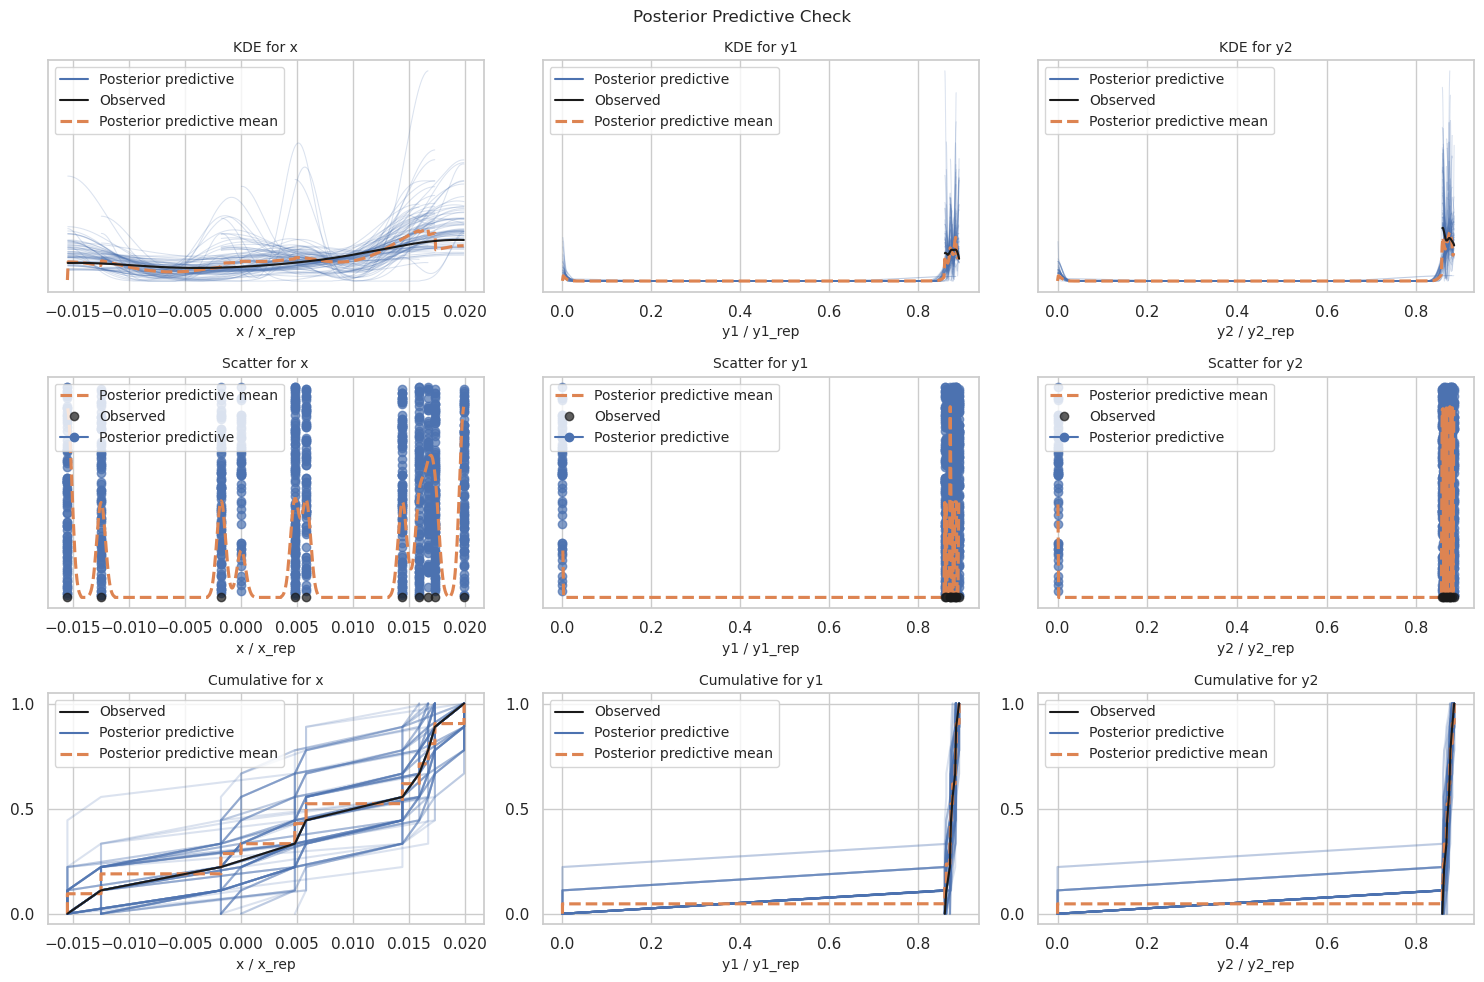 Posterior Predictive Check
KDE for x
Posterior predictive
Observed
Posterior predictive mean
−0.015−0.010−0.005 0.000 0.005 0.010 0.015 0.020
x / x_rep
KDE for y1
Posterior predictive
Observed
Posterior predictive mean
0.0 0.2 0.4 0.6 0.8
y1 / y1_rep
KDE for y2
Posterior predictive
Observed
Posterior predictive mean
0.0 0.2 0.4 0.6 0.8
y2 / y2_rep
Scatter for x
Posterior predictive mean
Observed
Posterior predictive
−0.015−0.010−0.005 0.000 0.005 0.010 0.015 0.020
x / x_rep
Scatter for y1
Posterior predictive mean
Observed
Posterior predictive
0.0 0.2 0.4 0.6 0.8
y1 / y1_rep
Scatter for y2
Posterior predictive mean
Observed
Posterior predictive
0.0 0.2 0.4 0.6 0.8
y2 / y2_rep
Cumulative for x
1.0
0.5
0.0
Observed
Posterior predictive
Posterior predictive mean
−0.015−0.010−0.005 0.000 0.005 0.010 0.015 0.020
x / x_rep
Cumulative for y1
1.0
0.5
0.0
Observed
Posterior predictive
Posterior predictive mean
0.0 0.2 0.4 0.6 0.8
y1 / y1_rep
Cumulative for y2
1.0
0.5
0.0
Observed
Posterior predictive
Posterior predictive mean
0.0 0.2 0.4 0.6 0.8
y2 / y2_rep